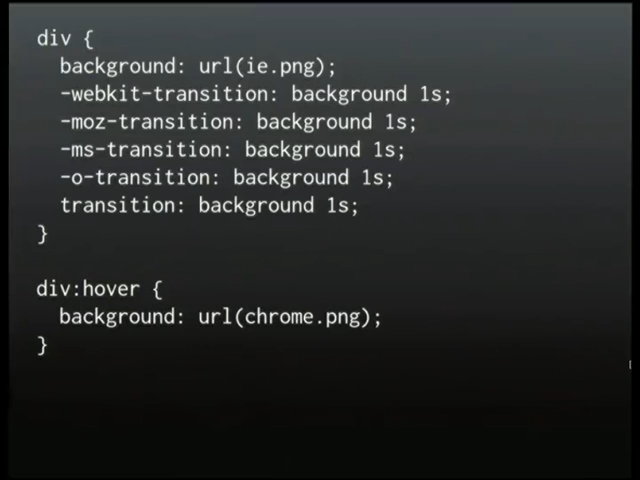 div {
background: url(ie.png);
-webkit-transition: background 1s;
-moz-transition: background 1s;
-ms-transition: background 1s;
-o-transition: background 1s;
transition: background 1s;
}
div:hover {
background: url(chrome.png);
}